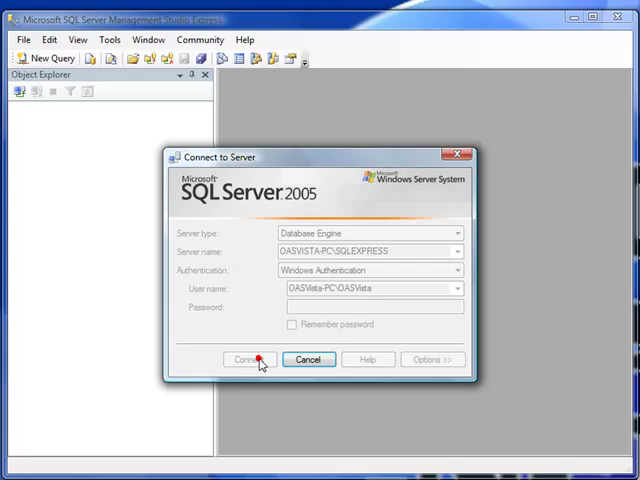 Microsoft SQL Server Management Studio Express
File Edit View Tools Window Community Help
New Query
Object Explorer
Connect to Server
Microsoft
SQL Server 2005
Microsoft
Windows Server System
Server type: Database Engine
Server name: OASVISTA-PC\SQLEXPRESS
Authentication: Windows Authentication
User name: OASVista-PC\OASVista
Password:
Remember password
Cancel Help Options >>